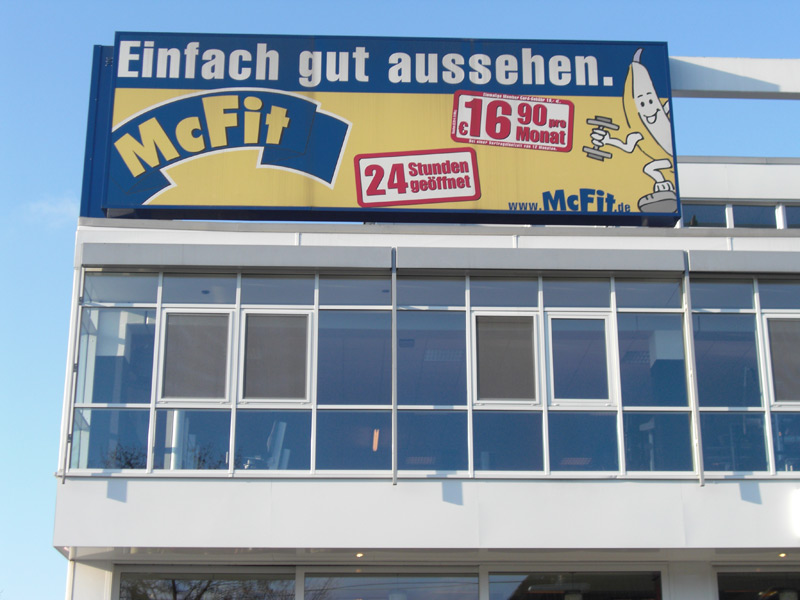 Einfach gut aussehen.
McFit
€ 16 90 pro
Monat
24 Stunden
geöffnet
www.McFit.de